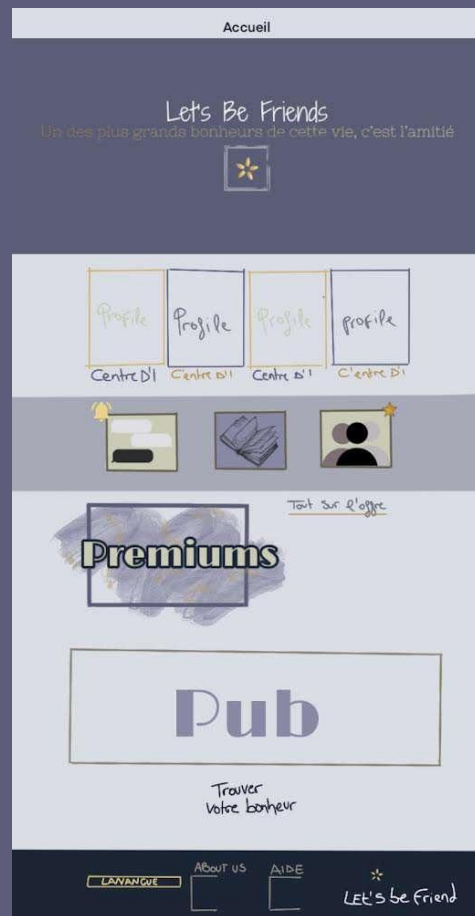 Accueil
Let's Be Friends
Un des plus grands bonheurs de cette vie, c'est l'amitié
Profile Profile Profile profile
Centre D'I Centre D'I Centre D'I C'entre D'i
Tout sur l'offre
Premiums
Pub
Trouver
votre bonheur
LANANGUE ABOUT US AIDE
LET's be Friend